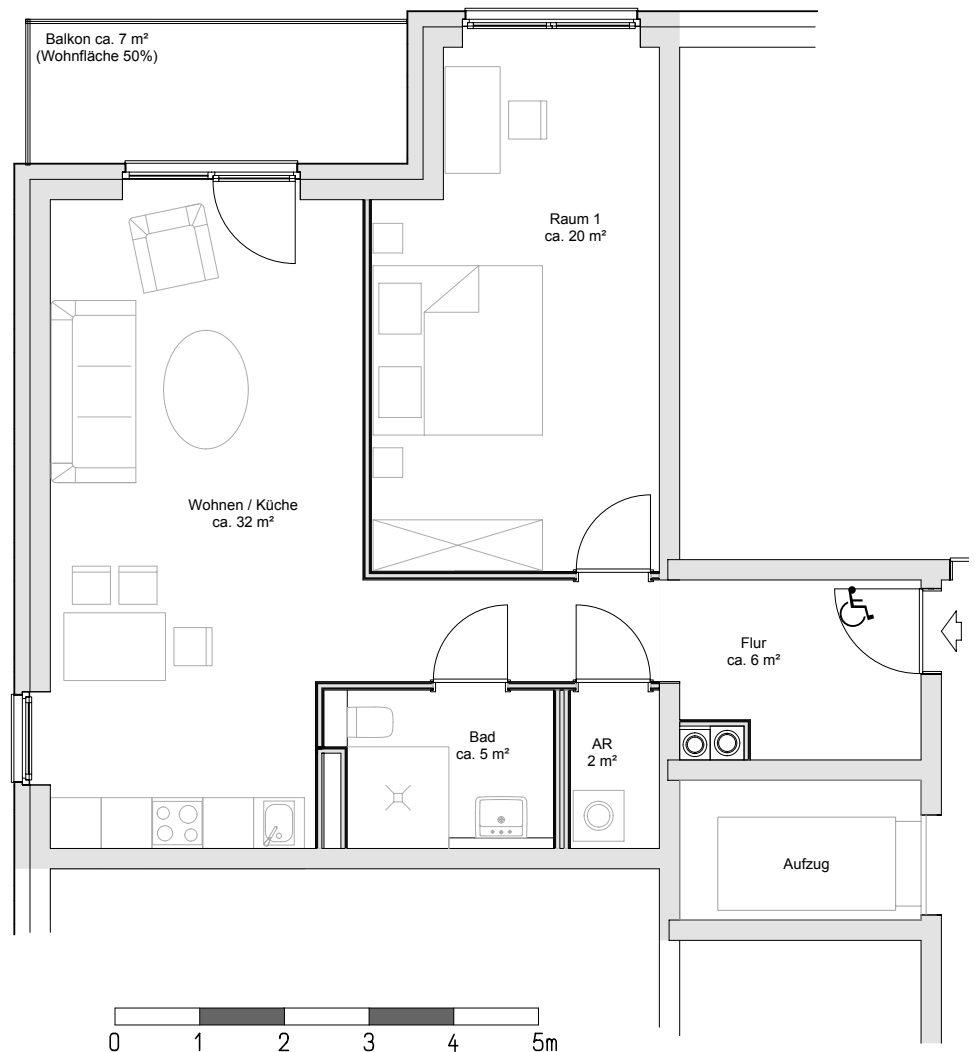 Balkon ca. 7 m²
(Wohnfläche 50%)
Raum 1
ca. 20 m²
Wohnen / Küche
ca. 32 m²
Flur
ca. 6 m²
Bad
ca. 5 m²
AR
2 m²
Aufzug
0 1 2 3 4 5m